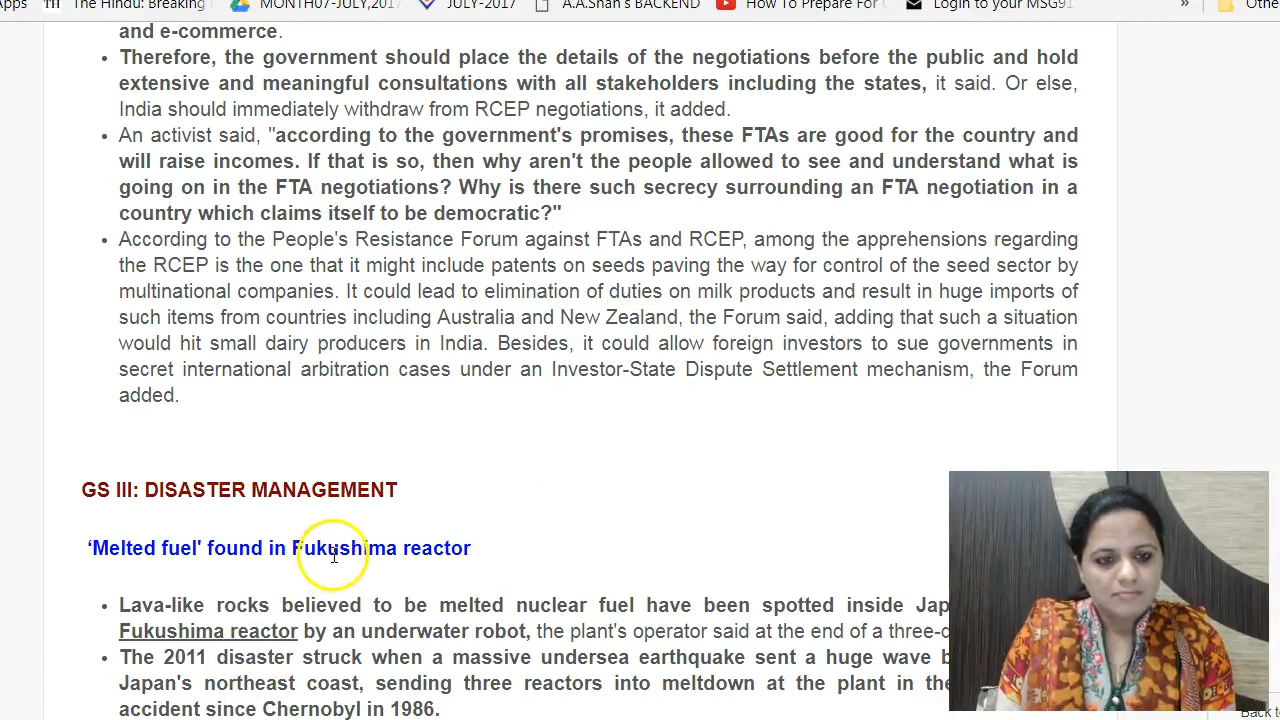 pps TH The Hindu: Breaking MONTH07-JULY,2017 JULY-2017 A.A.Shah's BACKEND How To Prepare For Login to your MSG91 » Othe
and e-commerce.
• Therefore, the government should place the details of the negotiations before the public and hold
extensive and meaningful consultations with all stakeholders including the states, it said. Or else,
India should immediately withdraw from RCEP negotiations, it added.
• An activist said, "according to the government's promises, these FTAs are good for the country and
will raise incomes. If that is so, then why aren't the people allowed to see and understand what is
going on in the FTA negotiations? Why is there such secrecy surrounding an FTA negotiation in a
country which claims itself to be democratic?"
• According to the People's Resistance Forum against FTAs and RCEP, among the apprehensions regarding
the RCEP is the one that it might include patents on seeds paving the way for control of the seed sector by
multinational companies. It could lead to elimination of duties on milk products and result in huge imports of
such items from countries including Australia and New Zealand, the Forum said, adding that such a situation
would hit small dairy producers in India. Besides, it could allow foreign investors to sue governments in
secret international arbitration cases under an Investor-State Dispute Settlement mechanism, the Forum
added.
GS III: DISASTER MANAGEMENT
‘Melted fuel' found in Fukushima reactor
• Lava-like rocks believed to be melted nuclear fuel have been spotted inside Jap
Fukushima reactor by an underwater robot, the plant's operator said at the end of a three-d
• The 2011 disaster struck when a massive undersea earthquake sent a huge wave b
Japan's northeast coast, sending three reactors into meltdown at the plant in the
accident since Chernobyl in 1986.
Back to